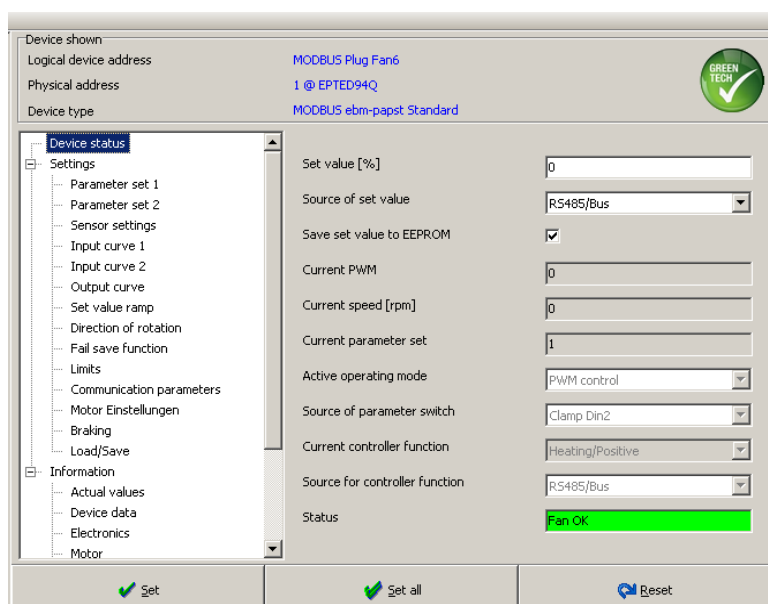 Device shown
Logical device address MODBUS Plug Fan6
Physical address 1 @ EPTED94Q
Device type MODBUS ebm-papst Standard
GREEN
TECH
Device status
Settings
Parameter set 1
Parameter set 2
Sensor settings
Input curve 1
Input curve 2
Output curve
Set value ramp
Direction of rotation
Fail save function
Limits
Communication parameters
Motor Einstellungen
Braking
Load/Save
Information
Actual values
Device data
Electronics
Motor
Set value [%] 0
Source of set value RS485/Bus
Save set value to EEPROM
Current PWM 0
Current speed [rpm] 0
Current parameter set 1
Active operating mode PWM control
Source of parameter switch Clamp Din2
Current controller function Heating/Positive
Source for controller function RS485/Bus
Status Fan OK
Set Set all Reset